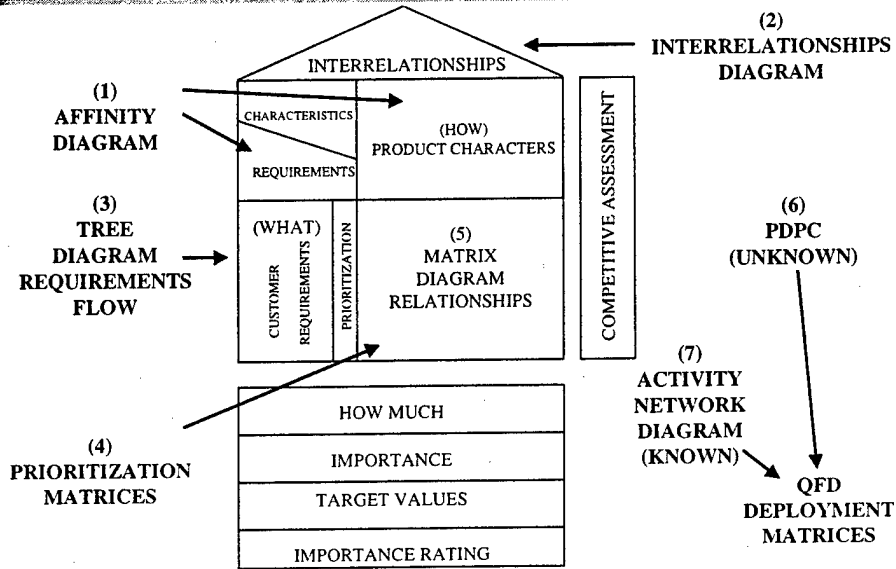 (2)
INTERRELATIONSHIPS
DIAGRAM
INTERRELATIONSHIPS
(1)
AFFINITY
DIAGRAM
CHARACTERISTICS
REQUIREMENTS
(HOW)
PRODUCT CHARACTERS
COMPETITIVE ASSESSMENT
(3)
TREE
DIAGRAM
REQUIREMENTS
FLOW
(WHAT)
CUSTOMER
REQUIREMENTS
PRIORITIZATION
(5)
MATRIX
DIAGRAM
RELATIONSHIPS
(6)
PDPC
(UNKNOWN)
(7)
ACTIVITY
NETWORK
DIAGRAM
(KNOWN)
(4)
PRIORITIZATION
MATRICES
HOW MUCH
IMPORTANCE
TARGET VALUES
IMPORTANCE RATING
QFD
DEPLOYMENT
MATRICES